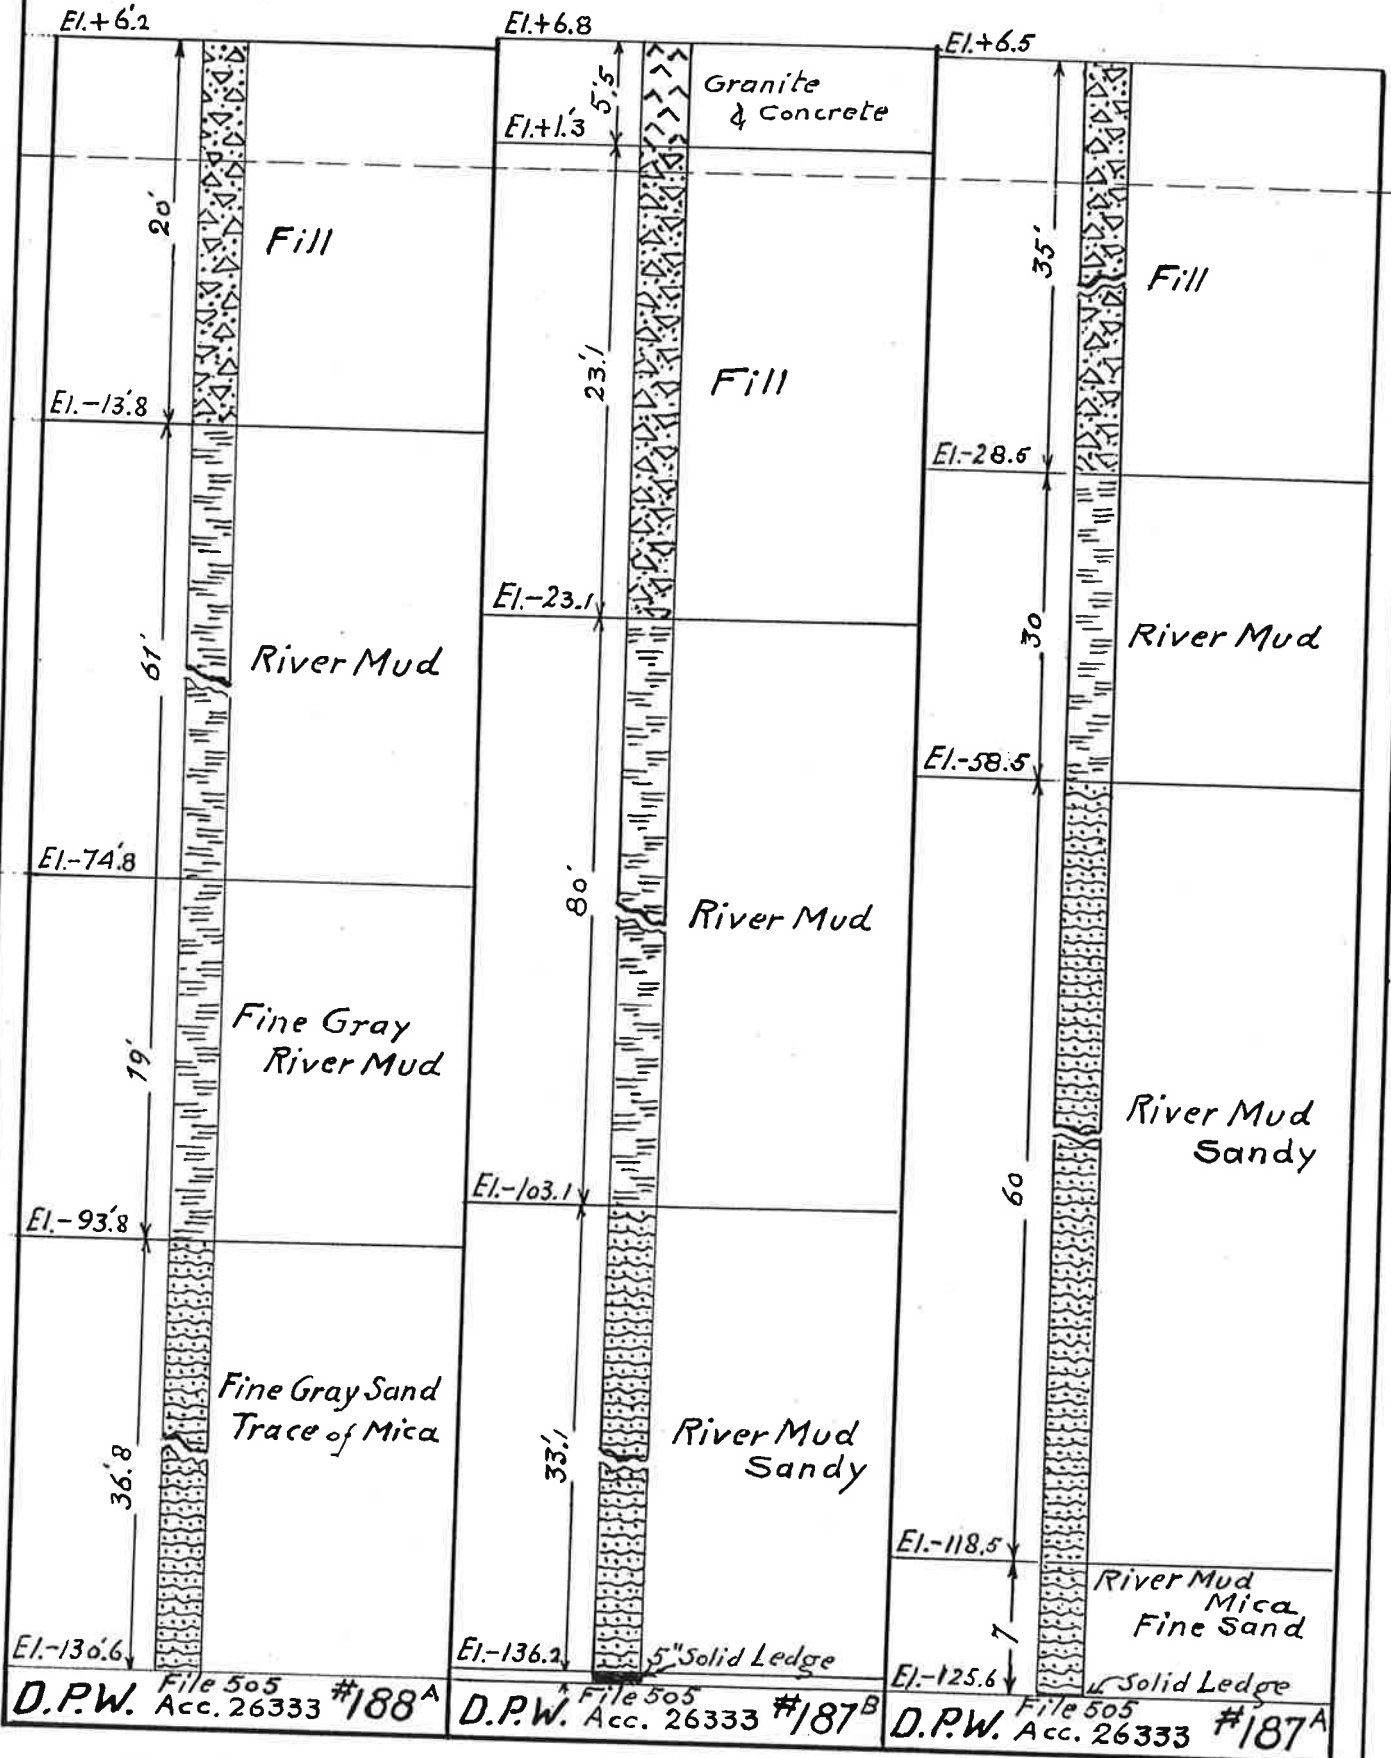 El.+6'.2
20'
Fill
El.-13'.8
61'
River Mud
El.-74'.8
19'
Fine Gray
River Mud
El.-93'.8
36'.8
Fine Gray Sand
Trace of Mica
El.-130'.6
D.P.W. File 505
Acc. 26333 #188A
El.+6.8
5'.5
Granite
& Concrete
El.+1'.3
23'.1
Fill
El.-23.1
80'
River Mud
El.-103.1
33'.1
River Mud
Sandy
El.-136.2
5" Solid Ledge
D.P.W. File 505
Acc. 26333 #187B
El.+6.5
35'
Fill
El.-28.5
30
River Mud
El.-58.5
60
River Mud
Sandy
El.-118.5
7
River Mud
Mica
Fine Sand
El.-125.6
Solid Ledge
D.P.W. File 505
Acc. 26333 #187A